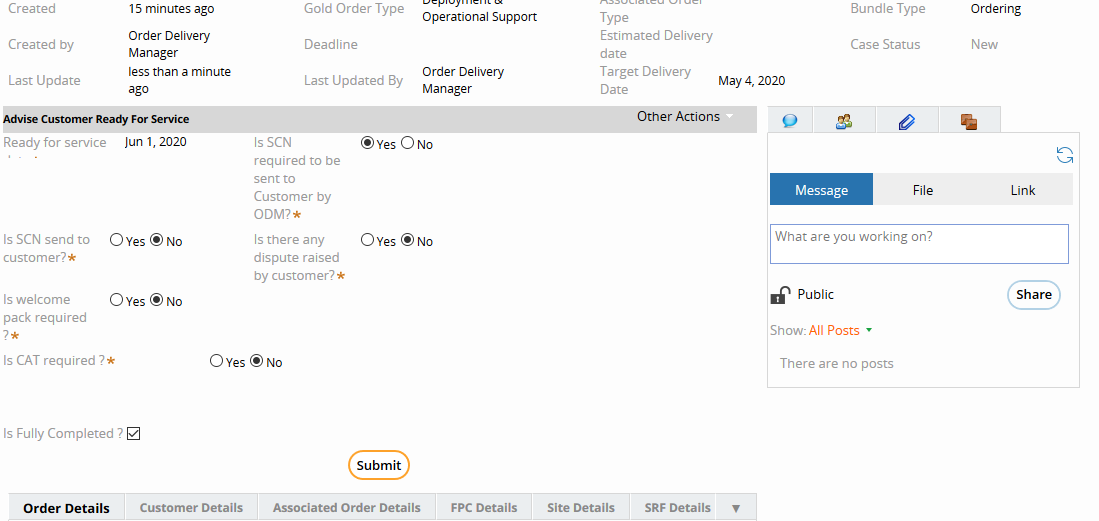 Created 15 minutes ago Gold Order Type Deployment & Associated Order Bundle Type Ordering
Operational Support Type
Created by Order Delivery Deadline Estimated Delivery Case Status New
Manager date
Last Update less than a minute Last Updated By Order Delivery Target Delivery May 4, 2020
ago Manager Date
Advise Customer Ready For Service Other Actions
Ready for service Jun 1, 2020 Is SCN Yes No
required to be
sent to
Customer by
ODM?*
Is SCN send to Yes No Is there any Yes No
customer?* dispute raised
by customer?*
Is welcome Yes No
pack required
?*
Is CAT required ?* Yes No
Is Fully Completed ?
Submit
Order Details Customer Details Associated Order Details FPC Details Site Details SRF Details
Message File Link
What are you working on?
Public Share
Show: All Posts
There are no posts